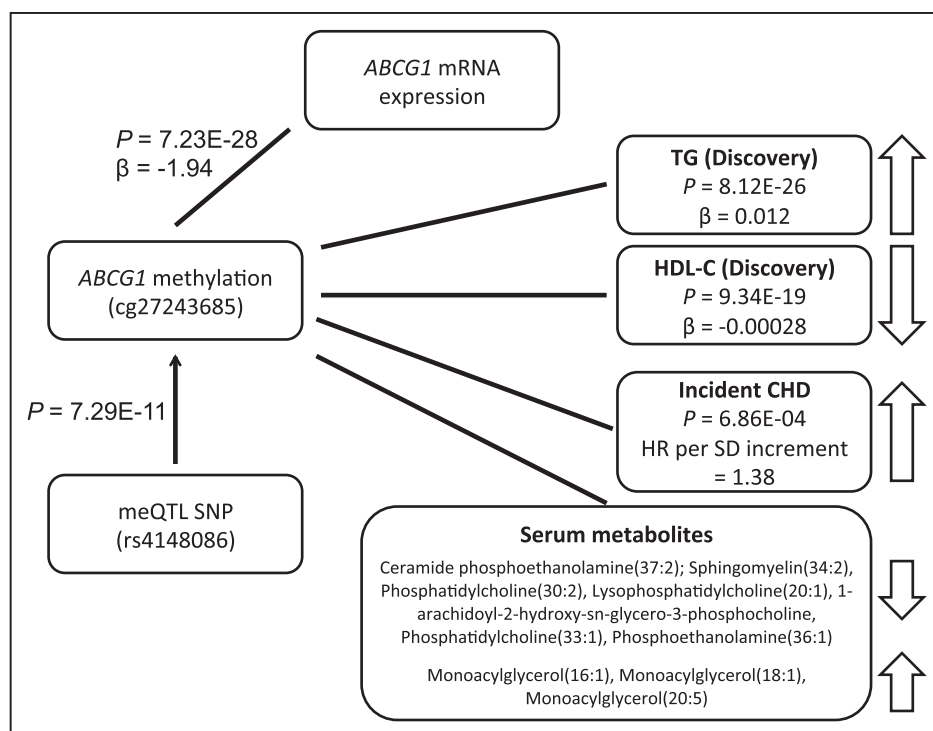 ABCG1 mRNA
expression
P = 7.23E-28
β = -1.94
TG (Discovery)
P = 8.12E-26
β = 0.012
ABCG1 methylation
(cg27243685)
HDL-C (Discovery)
P = 9.34E-19
β = -0.00028
P = 7.29E-11
Incident CHD
P = 6.86E-04
HR per SD increment
= 1.38
meQTL SNP
(rs4148086)
Serum metabolites
Ceramide phosphoethanolamine(37:2); Sphingomyelin(34:2),
Phosphatidylcholine(30:2), Lysophosphatidylcholine(20:1), 1-
arachidoyl-2-hydroxy-sn-glycero-3-phosphocholine,
Phosphatidylcholine(33:1), Phosphoethanolamine(36:1)
Monoacylglycerol(16:1), Monoacylglycerol(18:1),
Monoacylglycerol(20:5)